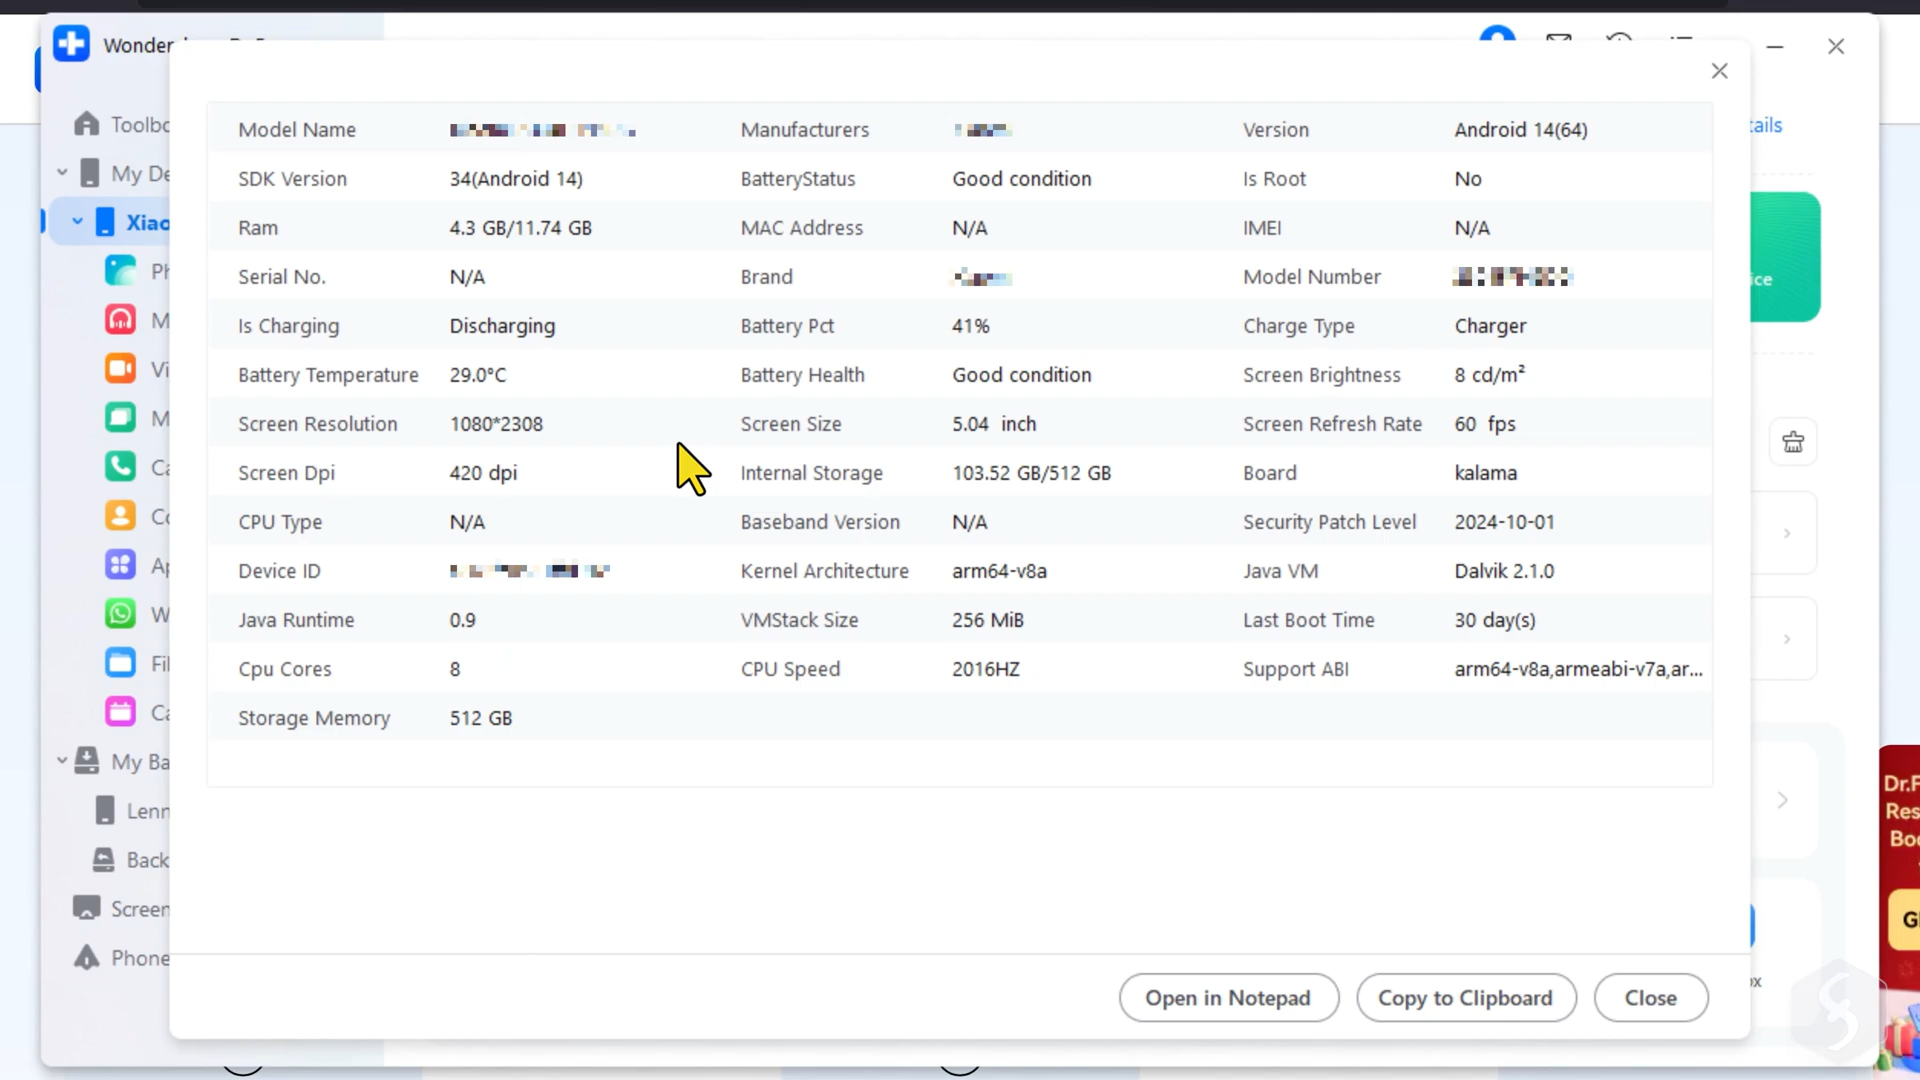 Model Name Manufacturers Version Android 14(64)
SDK Version 34(Android 14) BatteryStatus Good condition Is Root No
Ram 4.3 GB/11.74 GB MAC Address N/A IMEI N/A
Serial No. N/A Brand Model Number
Is Charging Discharging Battery Pct 41% Charge Type Charger
Battery Temperature 29.0°C Battery Health Good condition Screen Brightness 8 cd/m²
Screen Resolution 1080*2308 Screen Size 5.04 inch Screen Refresh Rate 60 fps
Screen Dpi 420 dpi Internal Storage 103.52 GB/512 GB Board kalama
CPU Type N/A Baseband Version N/A Security Patch Level 2024-10-01
Device ID Kernel Architecture arm64-v8a Java VM Dalvik 2.1.0
Java Runtime 0.9 VMStack Size 256 MiB Last Boot Time 30 day(s)
Cpu Cores 8 CPU Speed 2016HZ Support ABI arm64-v8a,armeabi-v7a,ar...
Storage Memory 512 GB
Open in Notepad Copy to Clipboard Close
Toolbo
My De
Xiao
Ph
M
Vi
M
Ca
Co
Ap
W
Fil
Ca
My Ba
Lenn
Back
Screen
Phone
tails
ice
Dr.F
Res
Boo